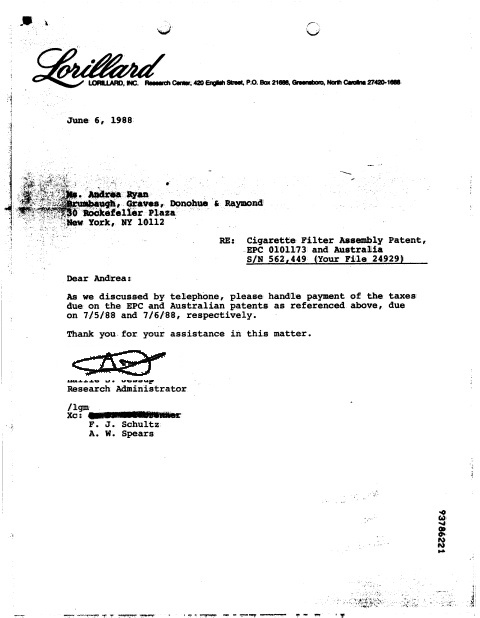 Lorillard
LORILLARD, INC. Research Center, 420 English Street, P.O. Box 21688, Greensboro, North Carolina 27420-1688
June 6, 1988
Ms. Andrea Ryan
Brumbaugh, Graves, Donohue & Raymond
30 Rockefeller Plaza
New York, NY 10112
RE: Cigarette Filter Assembly Patent,
EPC 0101173 and Australia
S/N 562,449 (Your File 24929)
Dear Andrea:
As we discussed by telephone, please handle payment of the taxes
due on the EPC and Australian patents as referenced above, due
on 7/5/88 and 7/6/88, respectively.
Thank you for your assistance in this matter.
Research Administrator
/lgm
Xc:
F. J. Schultz
A. W. Spears
93786221